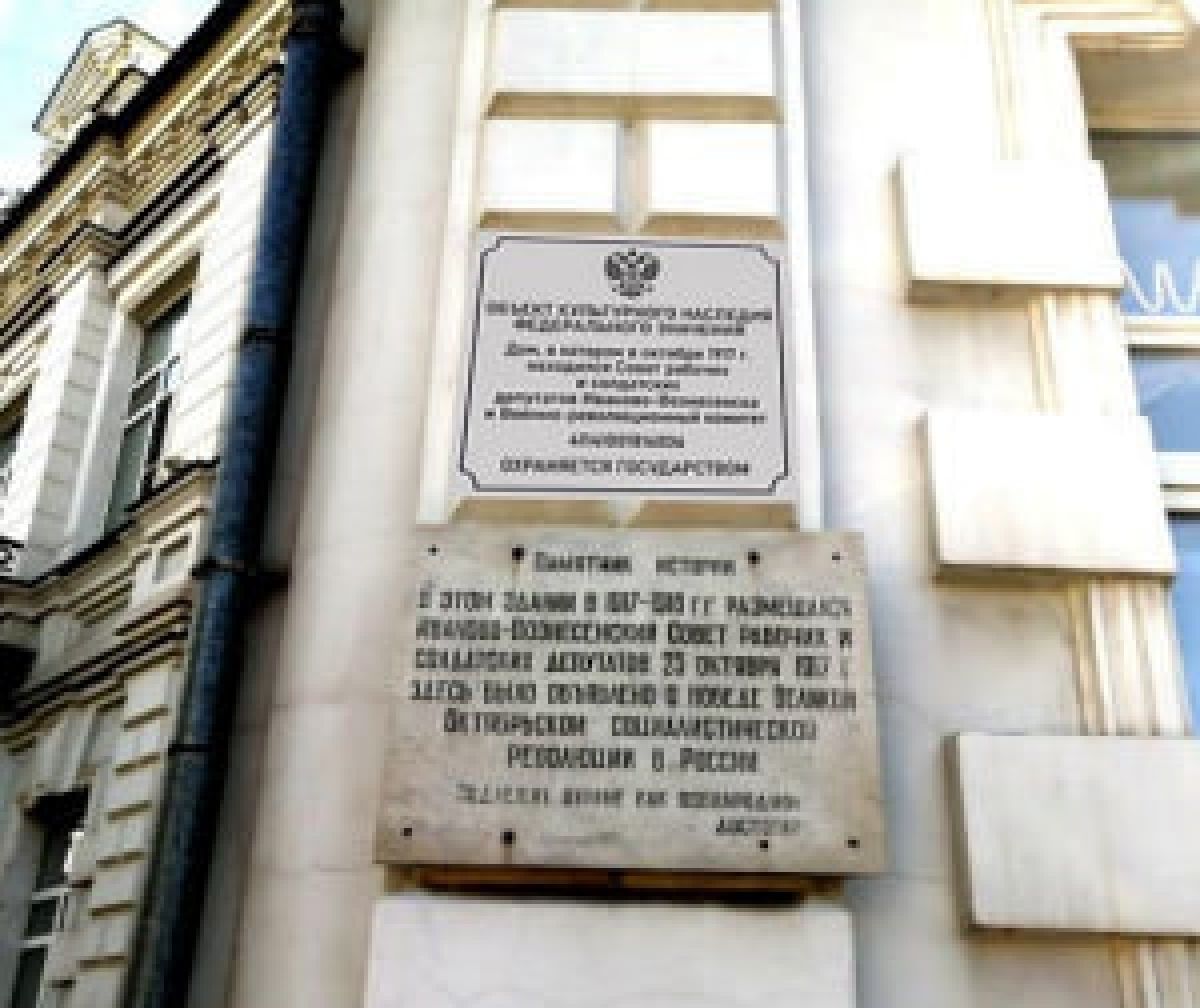 ОБЪЕКТ КУЛЬТУРНОГО НАСЛЕДИЯ
ФЕДЕРАЛЬНОГО ЗНАЧЕНИЯ
Дом, в котором в октябре 1917 г.
находился Совет рабочих
и солдатских
депутатов Иваново-Вознесенска
и Военно-революционный комитет
ОХРАНЯЕТСЯ ГОСУДАРСТВОМ
ПАМЯТНИК ИСТОРИИ
В ЭТОМ ЗДАНИИ В 1917-1918 ГГ. РАЗМЕЩАЛСЯ
ИВАНОВО-ВОЗНЕСЕНСКИЙ СОВЕТ РАБОЧИХ И
СОЛДАТСКИХ ДЕПУТАТОВ 25 ОКТЯБРЯ 1917 Г.
ЗДЕСЬ БЫЛО ОБЪЯВЛЕНО О ПОБЕДЕ ВЕЛИКОЙ
ОКТЯБРЬСКОЙ СОЦИАЛИСТИЧЕСКОЙ
РЕВОЛЮЦИИ В РОССИИ
КАК